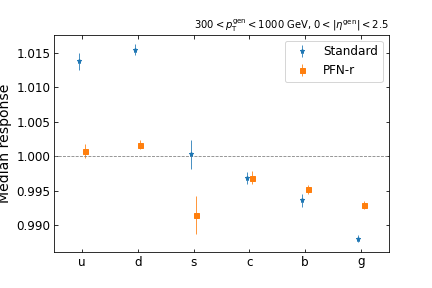 300 < p_T^gen < 1000 GeV, 0 < |η^gen| < 2.5
Median response
1.015
1.010
1.005
1.000
0.995
0.990
Standard
PFN-r
u d s c b g